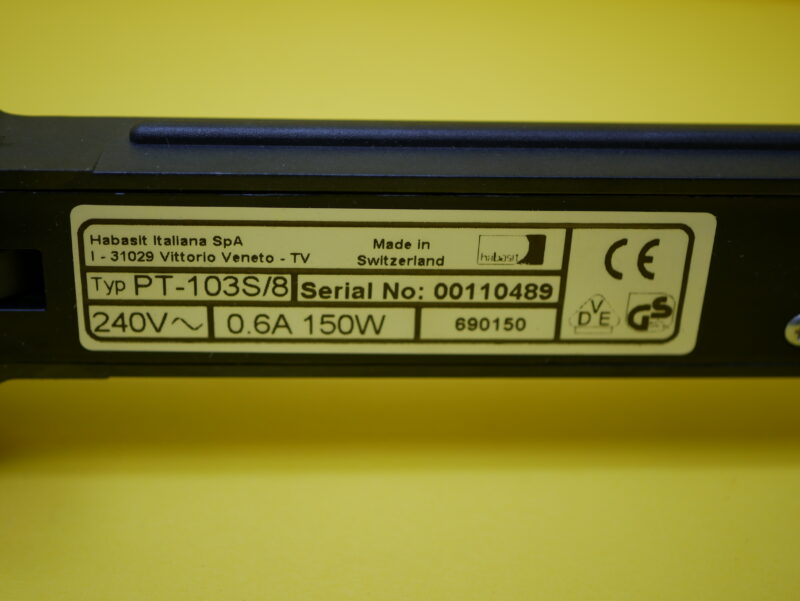 Habasit Italiana SpA
I - 31029 Vittorio Veneto - TV
Made in
Switzerland
habasit
Typ PT-103S/8
Serial No: 00110489
240V~
0.6A 150W
690150
CE
VDE
GS